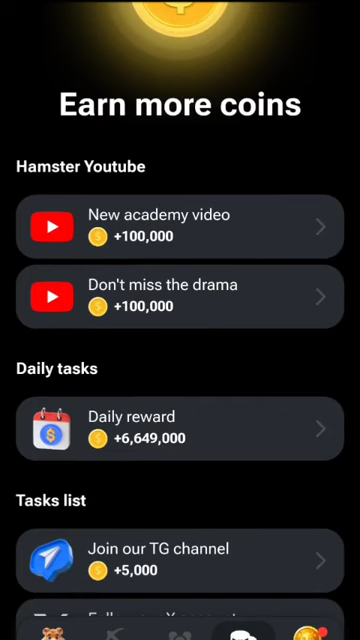 Earn more coins
Hamster Youtube
New academy video
+100,000
Don't miss the drama
+100,000
Daily tasks
Daily reward
+6,649,000
Tasks list
Join our TG channel
+5,000